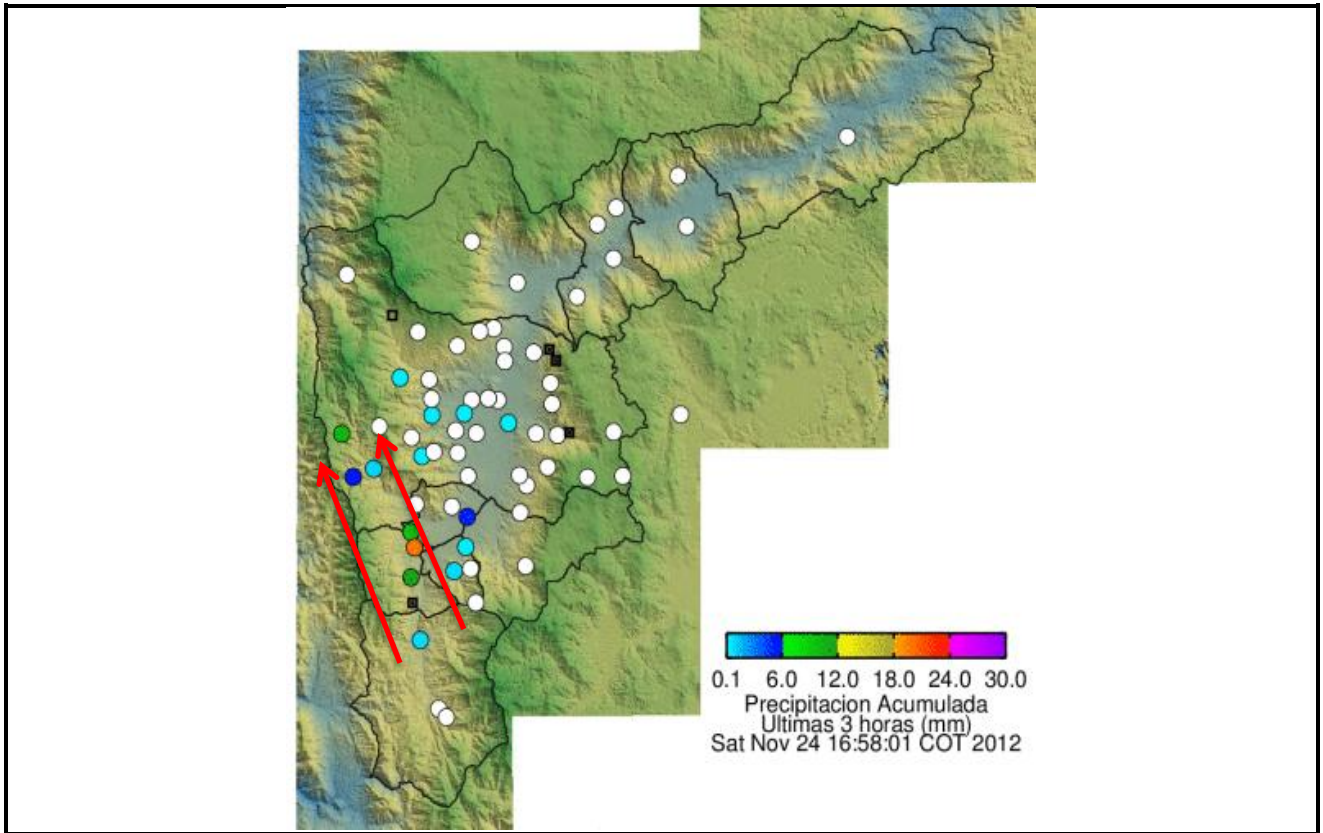 0.1 6.0 12.0 18.0 24.0 30.0
Precipitacion Acumulada
Ultimas 3 horas (mm)
Sat Nov 24 16:58:01 COT 2012